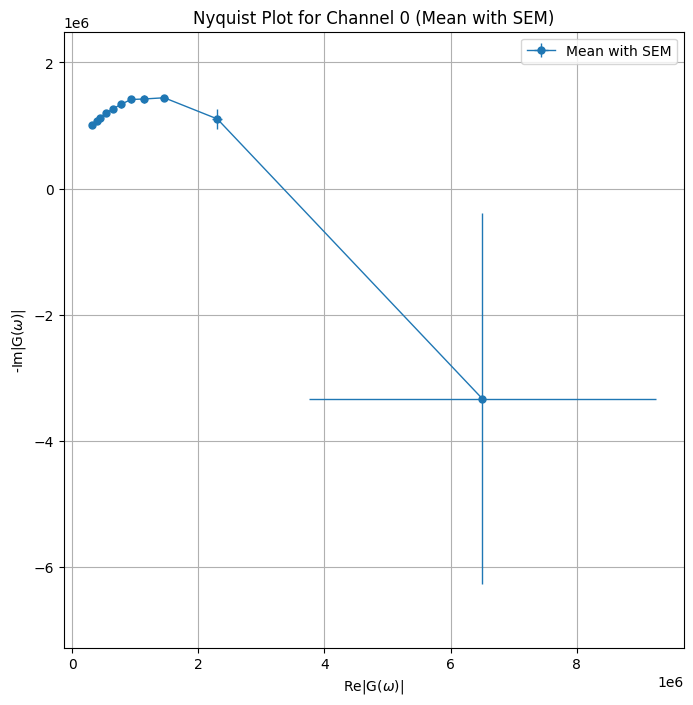 Nyquist Plot for Channel 0 (Mean with SEM)
1e6
Mean with SEM
2
0
−2
−4
−6
-Im|G(ω)|
0 2 4 6 8
1e6
Re|G(ω)|